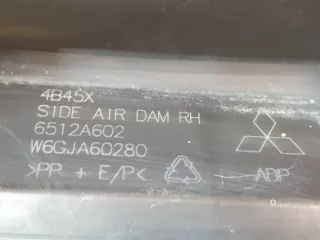 4B45X
SIDE AIR DAM RH
6512A602
W6GJA60280
>PP + E/P< ADP